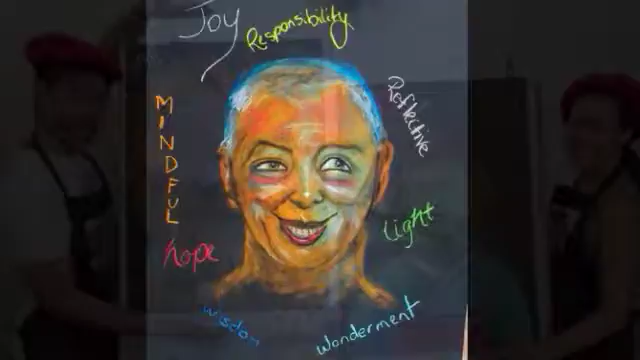 Joy
Responsibility
Reflective
MINDFUL
Light
hope
wisdom
Wonderment